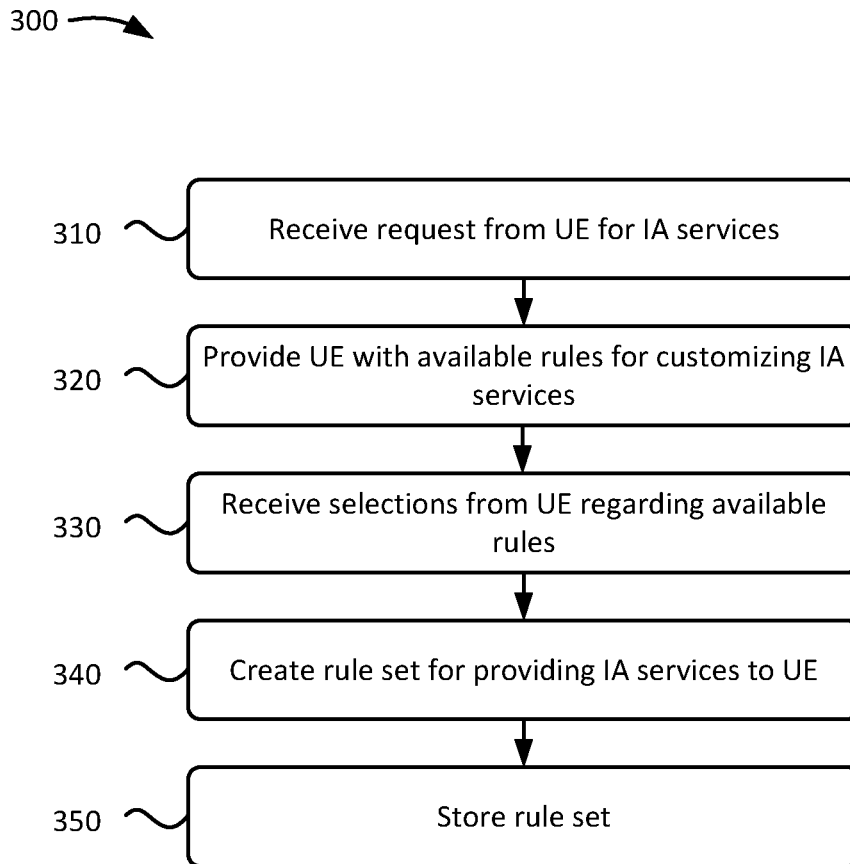 300
310
Receive request from UE for IA services
320
Provide UE with available rules for customizing IA
services
330
Receive selections from UE regarding available
rules
340
Create rule set for providing IA services to UE
350
Store rule set